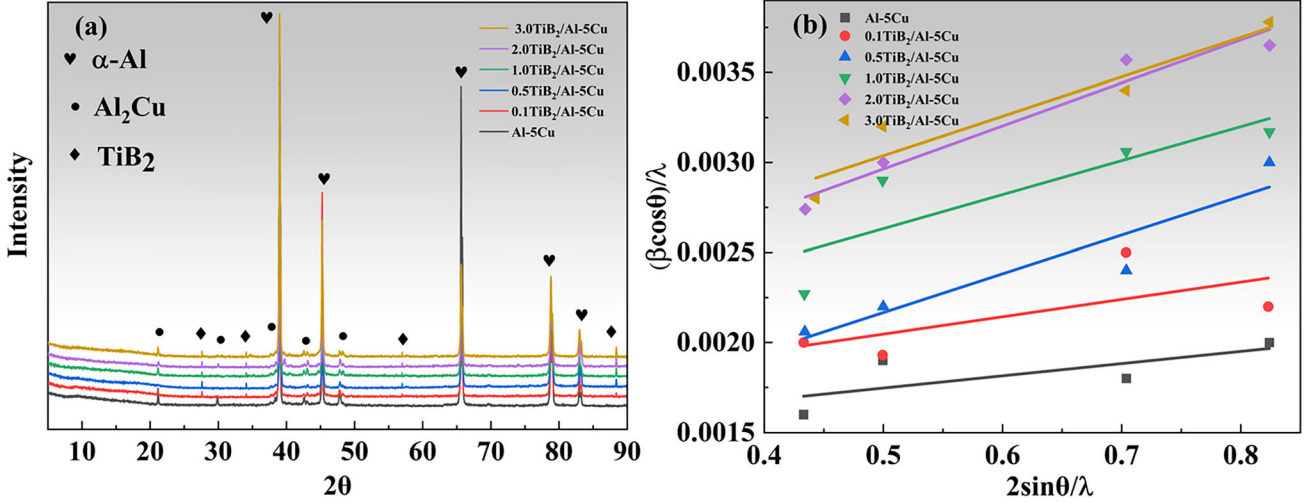 (a)
♥ α-Al
● Al₂Cu
◆ TiB₂
3.0TiB₂/Al-5Cu
2.0TiB₂/Al-5Cu
1.0TiB₂/Al-5Cu
0.5TiB₂/Al-5Cu
0.1TiB₂/Al-5Cu
Al-5Cu
Intensity
10 20 30 40 50 60 70 80 90
2θ
(b)
Al-5Cu
0.1TiB₂/Al-5Cu
0.5TiB₂/Al-5Cu
1.0TiB₂/Al-5Cu
2.0TiB₂/Al-5Cu
3.0TiB₂/Al-5Cu
(βcosθ)/λ
0.0035
0.0030
0.0025
0.0020
0.0015
0.4 0.5 0.6 0.7 0.8
2sinθ/λ